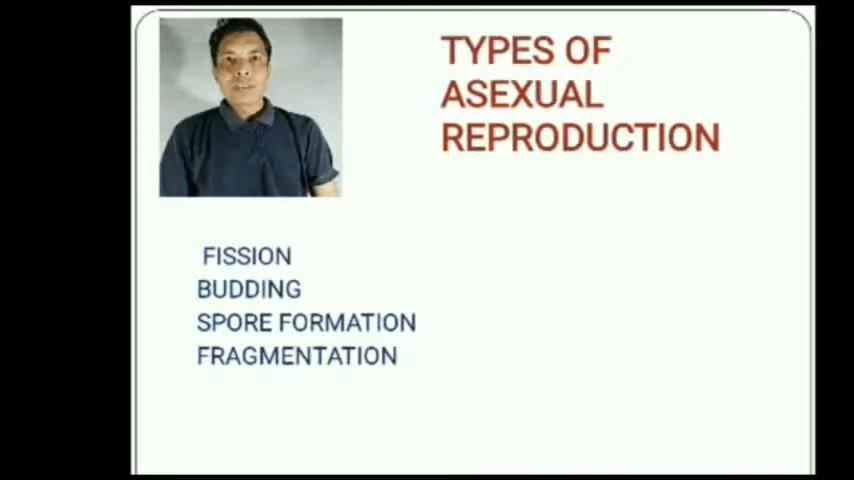 TYPES OF
ASEXUAL
REPRODUCTION
FISSION
BUDDING
SPORE FORMATION
FRAGMENTATION